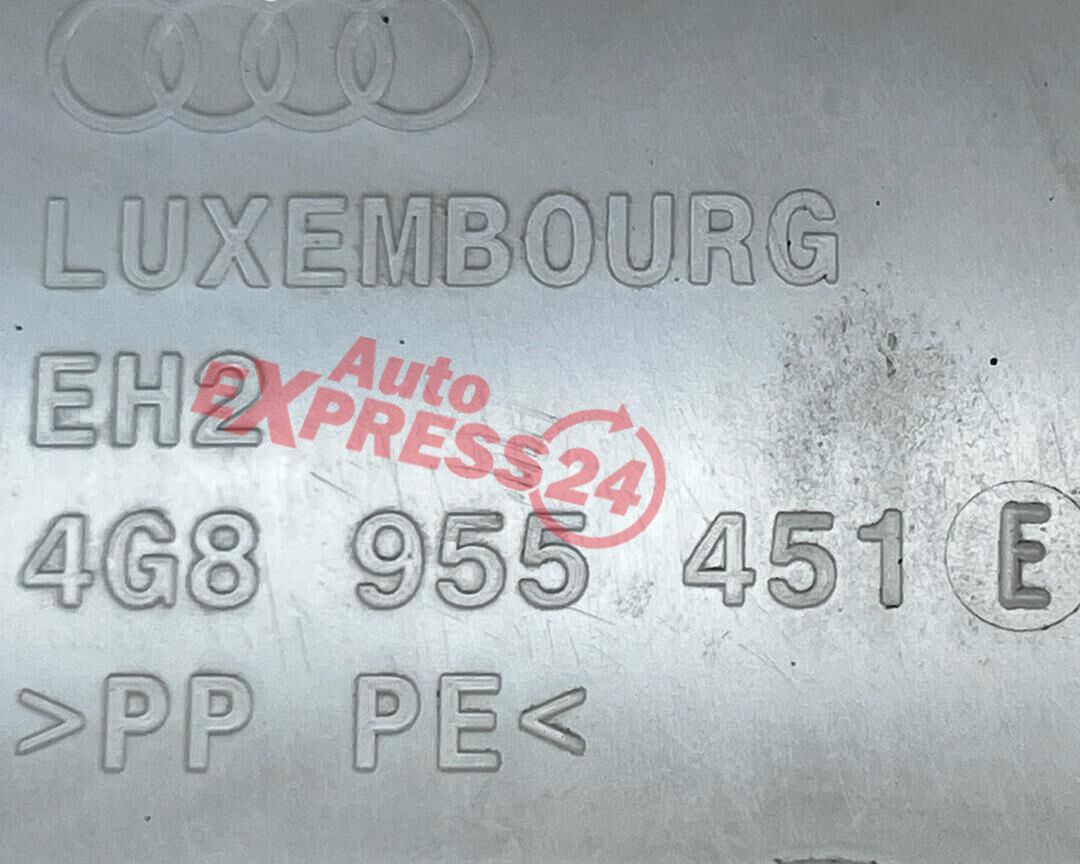 LUXEMBOURG
EH2
Auto
EXPRESS24
4G8 955 451 E
>PP PE<